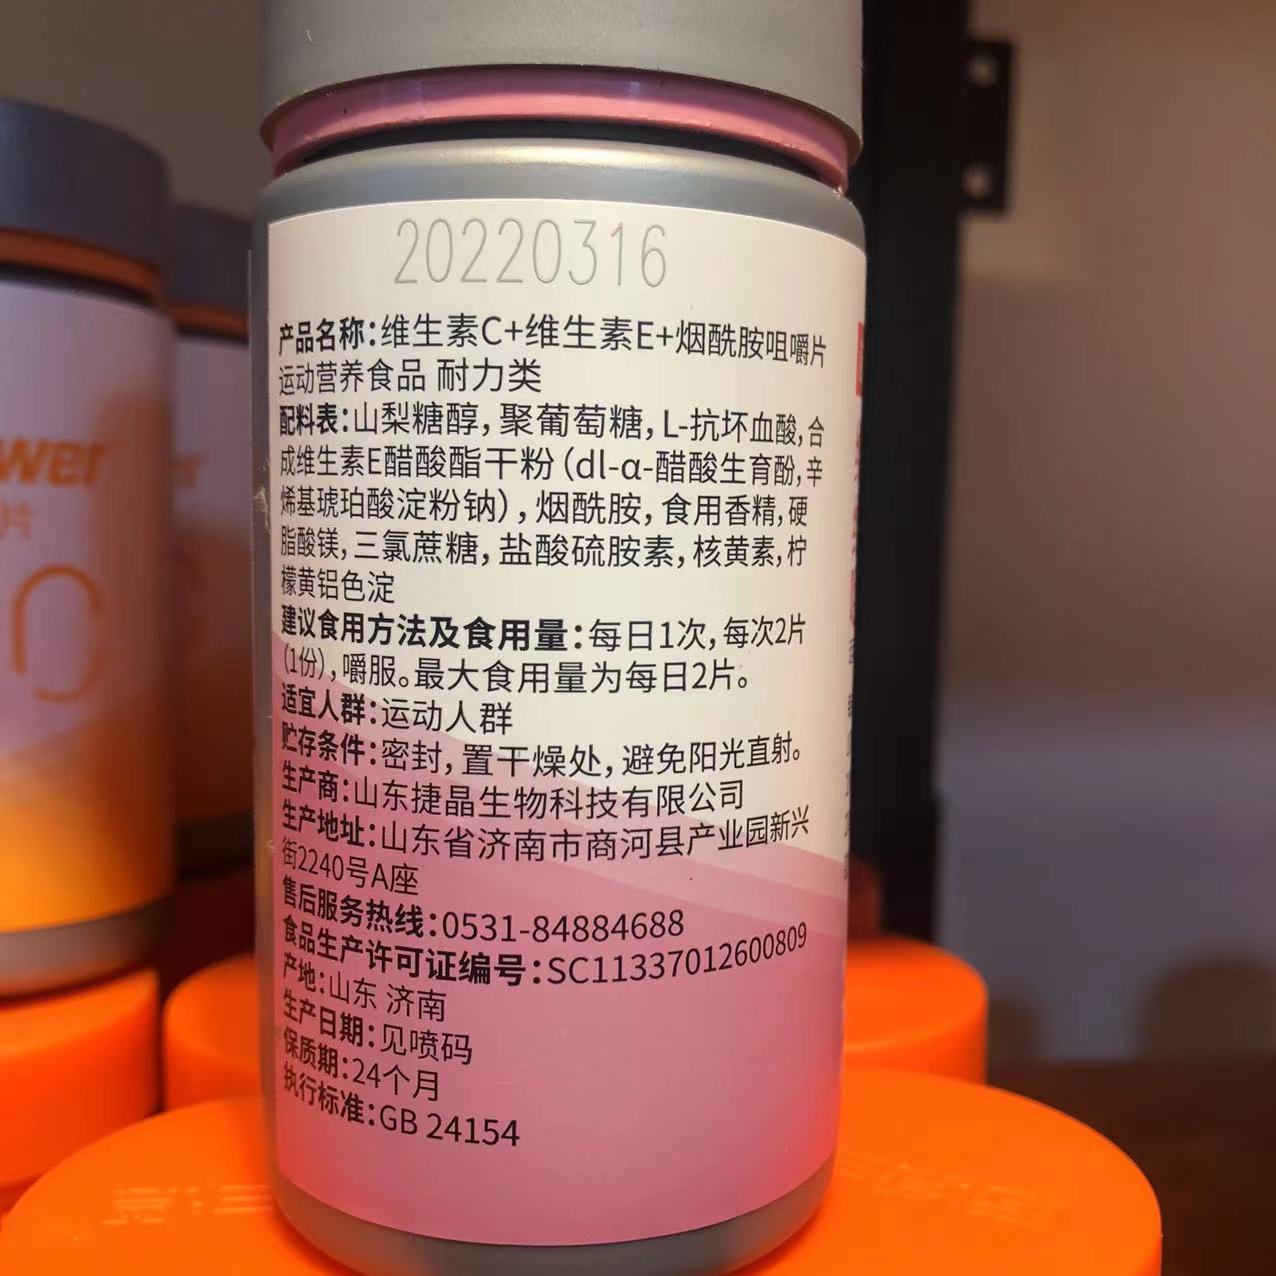 20220316
产品名称：维生素C+维生素E+烟酰胺咀嚼片
运动营养食品 耐力类
配料表：山梨糖醇，聚葡萄糖，L-抗坏血酸，合
成维生素E醋酸酯干粉（dl-α-醋酸生育酚，辛
烯基琥珀酸淀粉钠），烟酰胺，食用香精，硬
脂酸镁，三氯蔗糖，盐酸硫胺素，核黄素，柠
檬黄铝色淀
建议食用方法及食用量：每日1次，每次2片
（1份），嚼服。最大食用量为每日2片。
适宜人群：运动人群
贮存条件：密封，置干燥处，避免阳光直射。
生产商：山东捷晶生物科技有限公司
生产地址：山东省济南市商河县产业园新兴
街2240号A座
售后服务热线：0531-84884688
食品生产许可证编号：SC11337012600809
产地：山东 济南
生产日期：见喷码
保质期：24个月
执行标准：GB 24154
wer
片